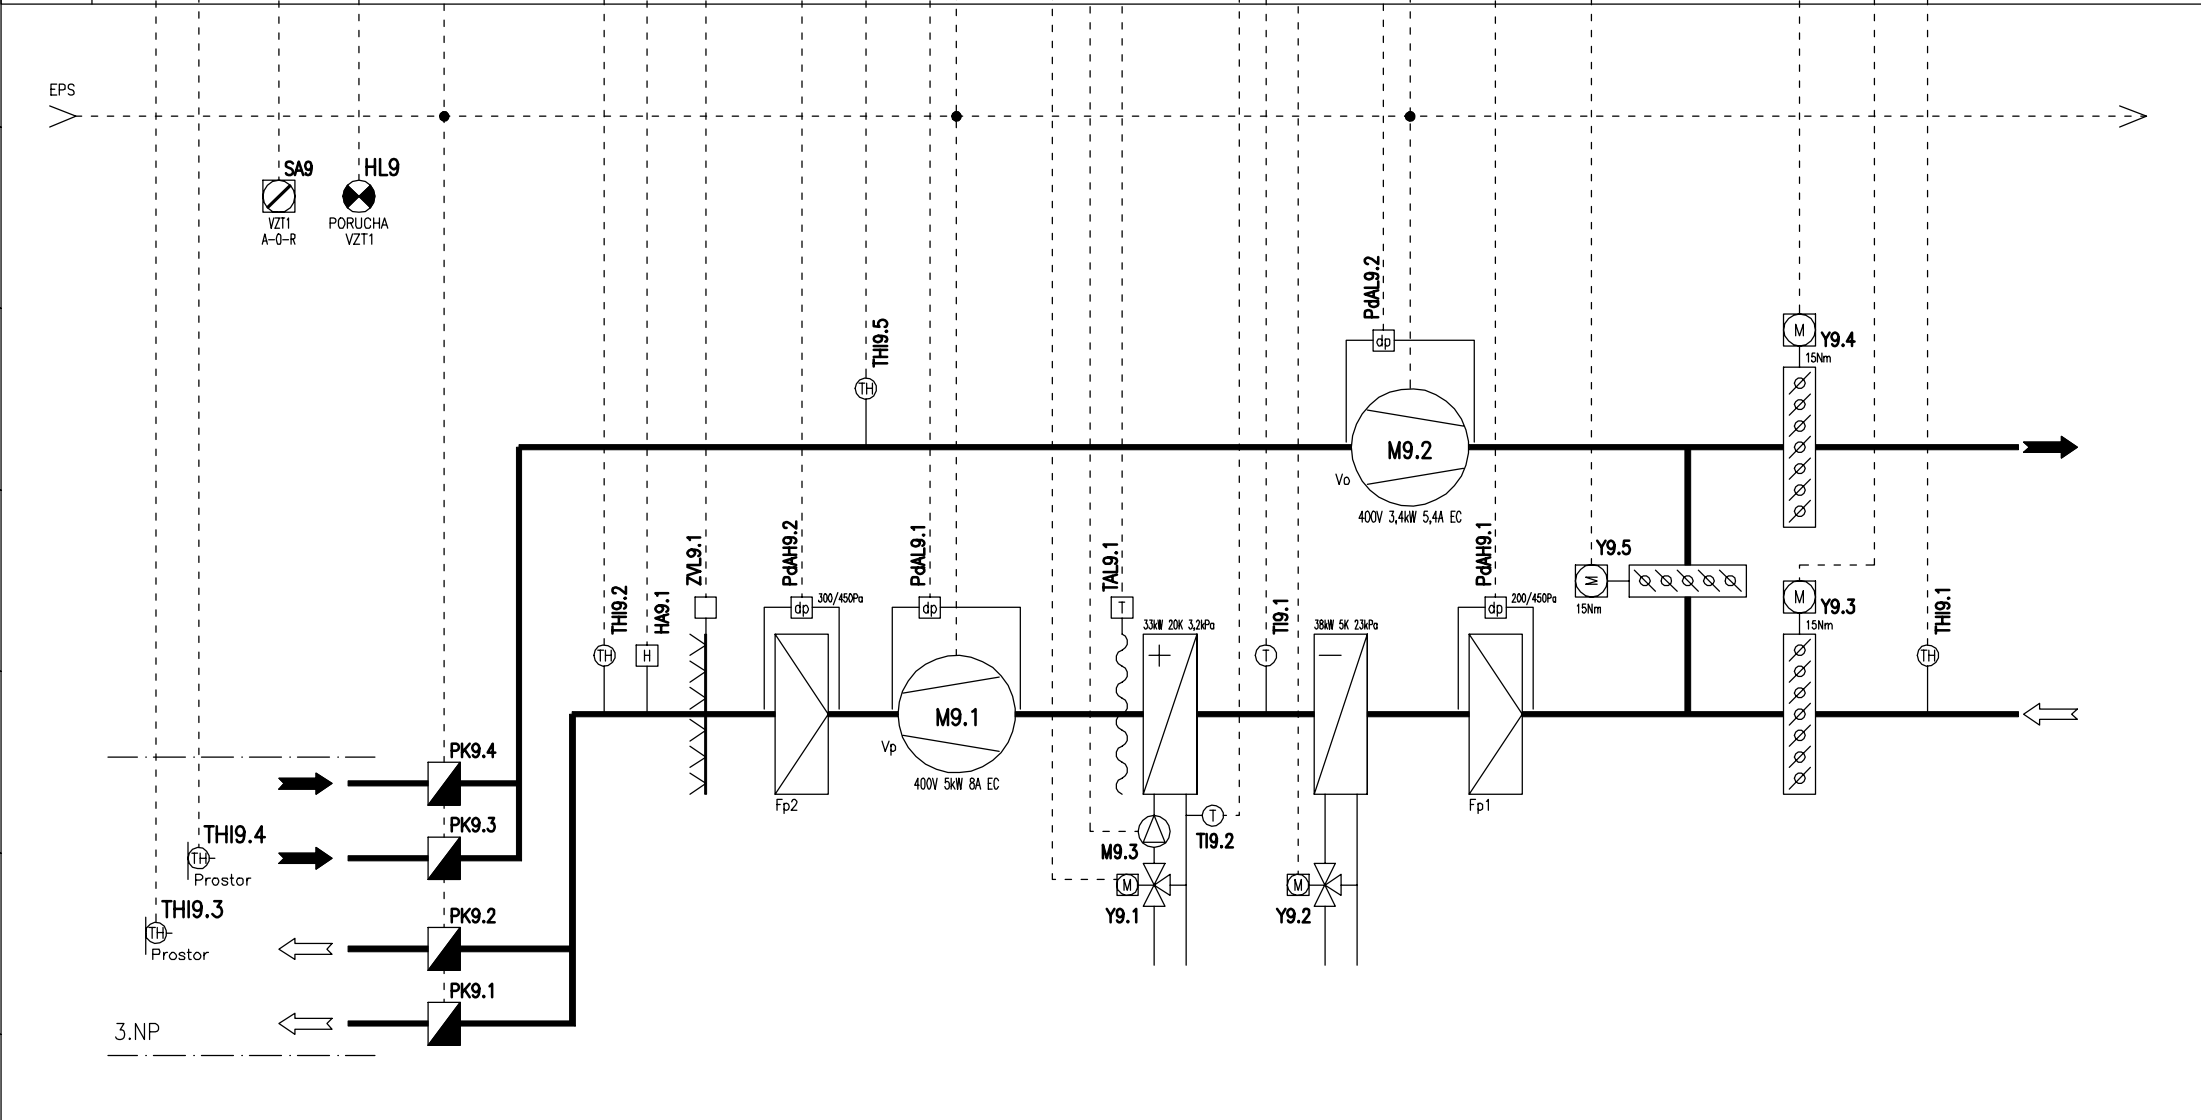 EPS
SA9
HL9
VZT1
A-0-R
PORUCHA
VZT1
PdAL9.2
dp
M
Y9.4
15Nm
THI9.5
TH
M9.2
Vo
400V 3,4kW 5,4A EC
ZVL9.1
PdAH9.2
PdAL9.1
TAL9.1
PdAH9.1
Y9.5
M
15Nm
THI9.2
HA9.1
dp
300/450Pa
dp
T
TI9.1
dp
200/450Pa
M
Y9.3
15Nm
THI9.1
33kW 20K 3,2kPa
38kW 5K 23kPa
TH
H
T
TH
M9.1
Vp
400V 5kW 8A EC
Fp2
Fp1
PK9.4
PK9.3
THI9.4
TH
Prostor
T
TI9.2
M9.3
M
Y9.1
M
Y9.2
THI9.3
TH
Prostor
PK9.2
PK9.1
3.NP